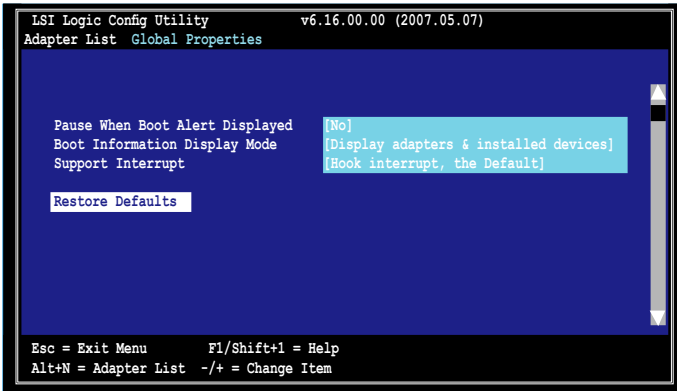 LSI Logic Config Utility v6.16.00.00 (2007.05.07)
Adapter List Global Properties
Pause When Boot Alert Displayed [No]
Boot Information Display Mode [Display adapters & installed devices]
Support Interrupt [Hook interrupt, the Default]
Restore Defaults
Esc = Exit Menu F1/Shift+1 = Help
Alt+N = Adapter List -/+ = Change Item